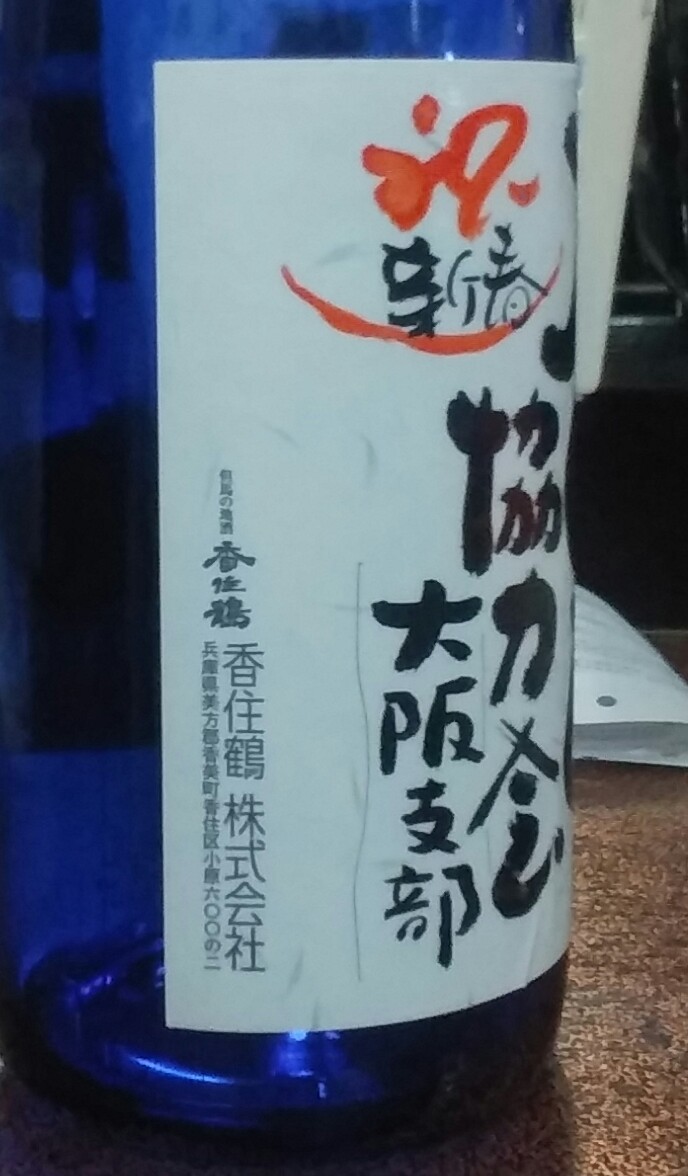 祝
新春
協力会
大阪支部
但馬の地酒
香住鶴
香住鶴 株式会社
兵庫県美方郡香美町香住区小原六〇〇の二